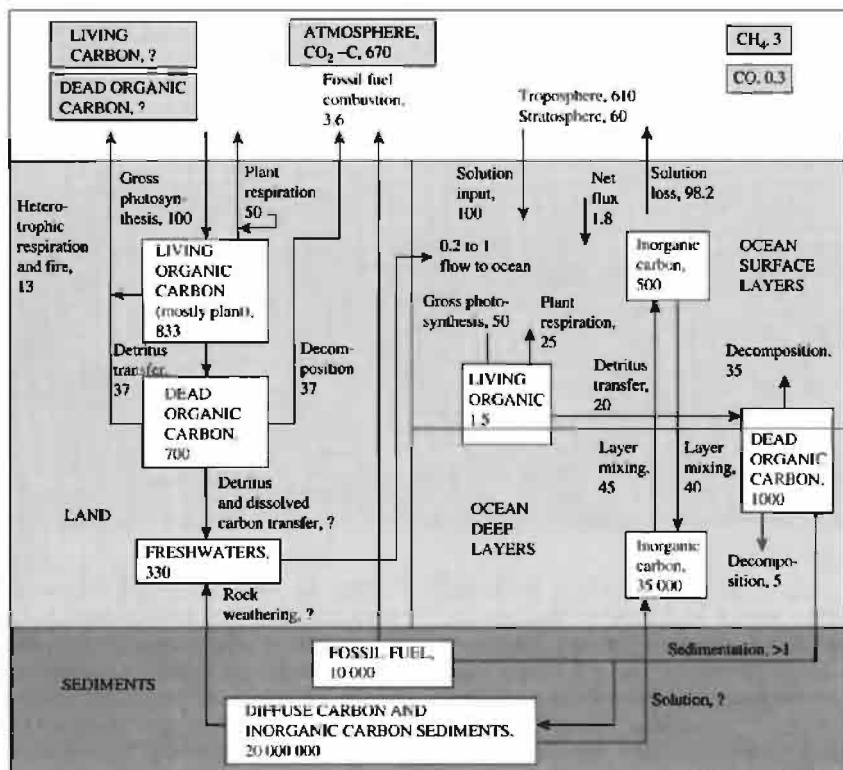 LIVING
CARBON, ?
DEAD ORGANIC
CARBON, ?
ATMOSPHERE,
CO₂ –C, 670
Fossil fuel
combustion,
3.6
CH₄, 3
CO, 0.3
Troposphere, 610
Stratosphere, 60
Hetero-
trophic
respiration
and fire,
13
Gross
photosyn-
thesis, 100
Plant
respiration
50
LIVING
ORGANIC
CARBON
(mostly plant),
833
Detritus
transfer,
37
Decom-
position
37
DEAD
ORGANIC
CARBON,
700
Detritus
and dissolved
carbon transfer, ?
LAND
FRESHWATERS,
330
Rock
weathering, ?
Solution
input,
100
Net
flux
1.8
Solution
loss, 98.2
0.2 to 1
flow to ocean
Inorganic
carbon,
500
OCEAN
SURFACE
LAYERS
Gross photo-
synthesis, 50
Plant
respiration,
25
LIVING
ORGANIC
1.5
Detritus
transfer,
20
Decomposition,
35
DEAD
ORGANIC
CARBON,
1000
Layer
mixing,
45
Layer
mixing,
40
OCEAN
DEEP
LAYERS
Inorganic
carbon,
35 000
Decompo-
sition, 5
SEDIMENTS
FOSSIL FUEL,
10 000
Sedimentation, >1
Solution, ?
DIFFUSE CARBON AND
INORGANIC CARBON SEDIMENTS,
20 000 000